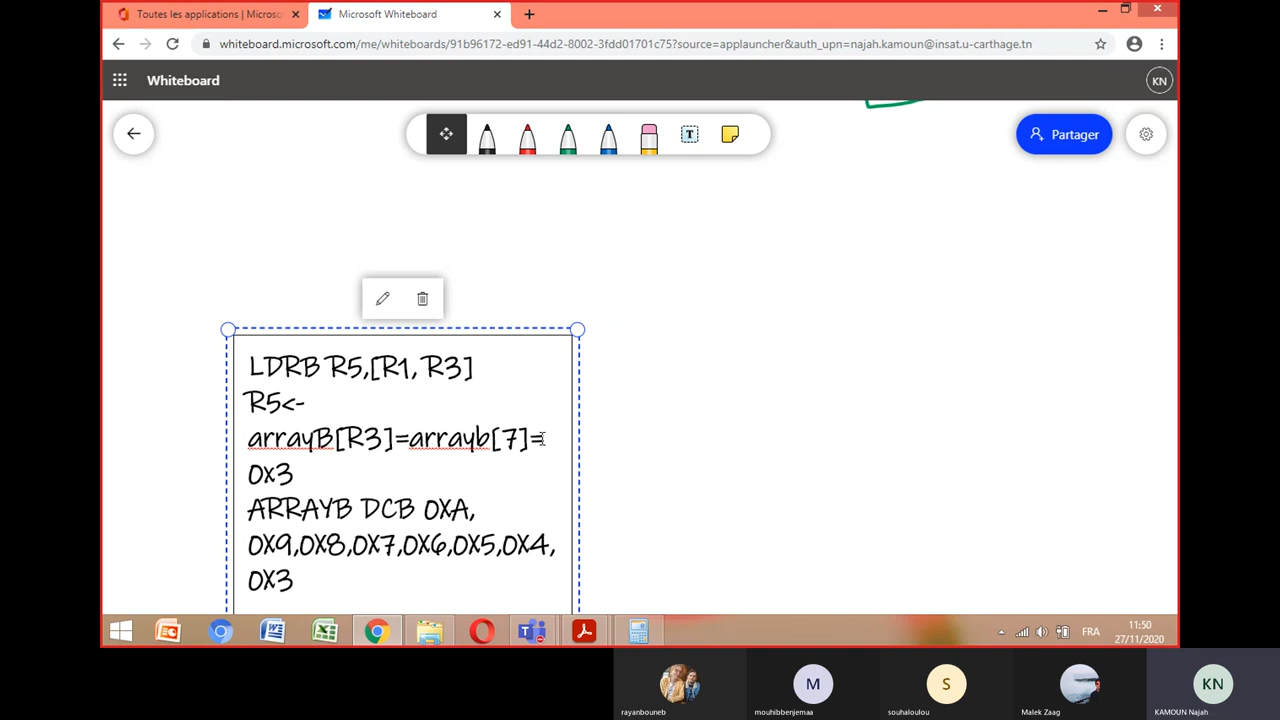 Toutes les applications | Microso
Microsoft Whiteboard
whiteboard.microsoft.com/me/whiteboards/91b96172-ed91-44d2-8002-3fdd01701c75?source=applauncher&auth_upn=najah.kamoun@insat.u-carthage.tn
Whiteboard
KN
T
Partager
LDRB R5,[R1, R3]
R5<-
arrayB[R3]=arrayb[7]=
0X3
ARRAYB DCB 0XA,
0X9,0X8,0X7,0X6,0X5,0X4,
0X3
FRA
11:50
27/11/2020
M
S
KN
rayanbouneb
mouhibbenjemaa
souhaloulou
Malek Zaag
KAMOUN Najah